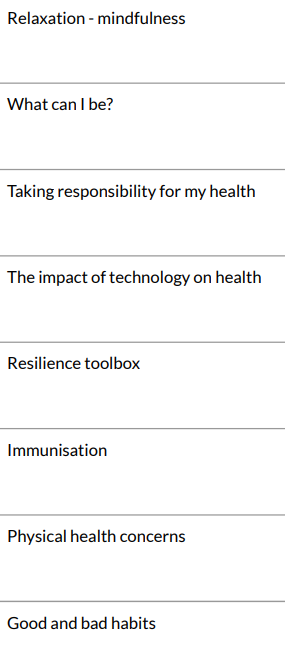 Relaxation - mindfulness
What can I be?
Taking responsibility for my health
The impact of technology on health
Resilience toolbox
Immunisation
Physical health concerns
Good and bad habits